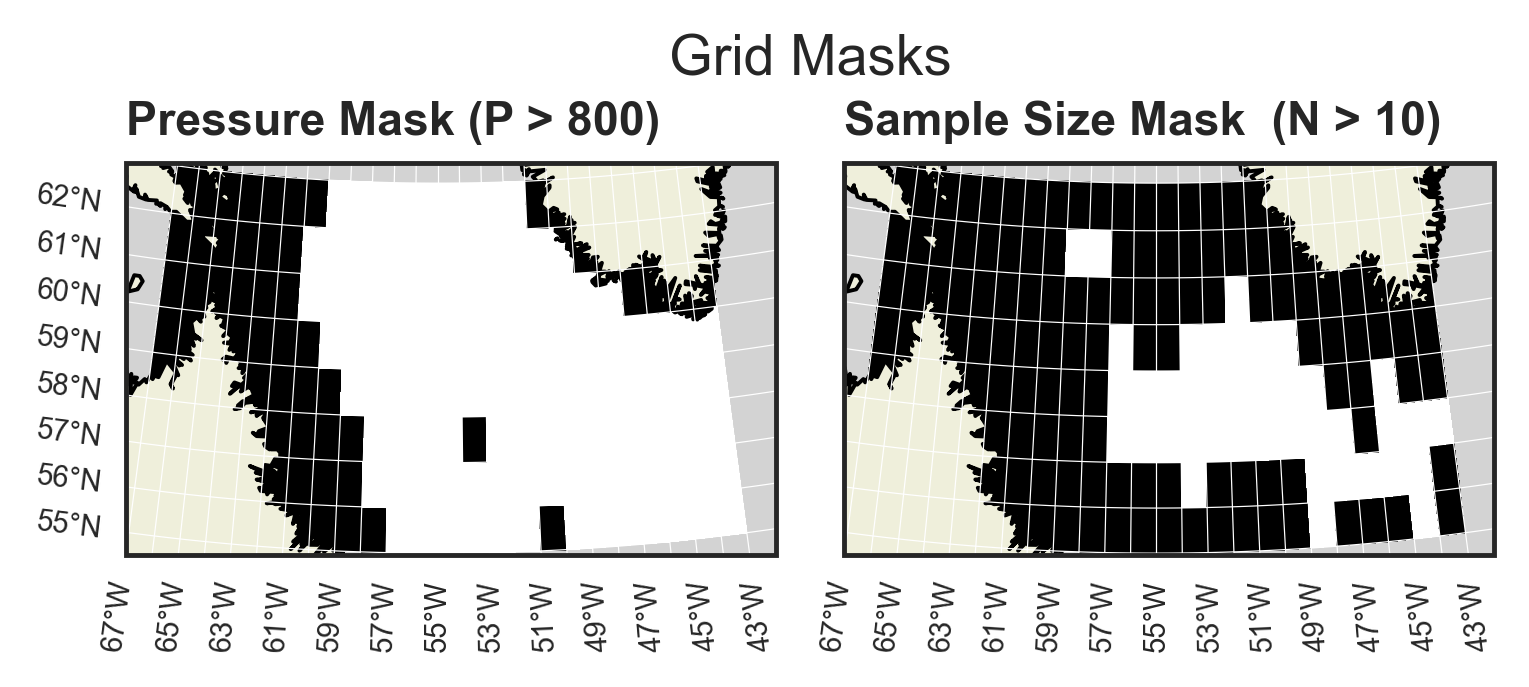 Grid Masks
Pressure Mask (P > 800)
Sample Size Mask (N > 10)
62°N
61°N
60°N
59°N
58°N
57°N
56°N
55°N
67°W 65°W 63°W 61°W 59°W 57°W 55°W 53°W 51°W 49°W 47°W 45°W 43°W
67°W 65°W 63°W 61°W 59°W 57°W 55°W 53°W 51°W 49°W 47°W 45°W 43°W